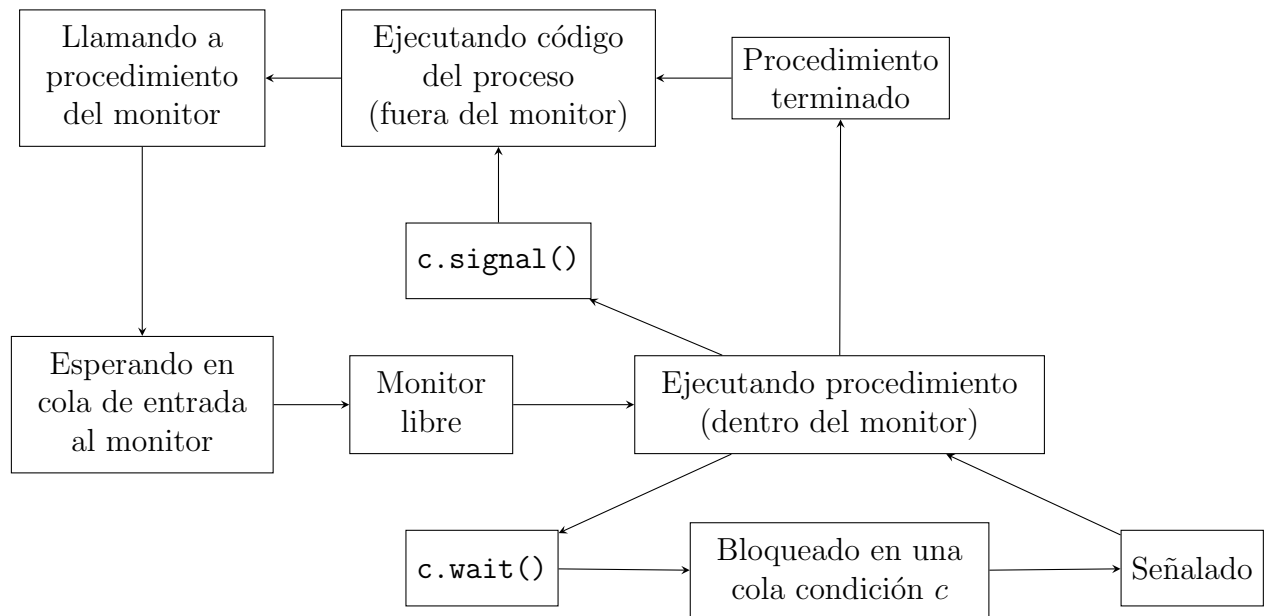 Llamando a
procedimiento
del monitor
Ejecutando código
del proceso
(fuera del monitor)
Procedimiento
terminado
c.signal()
Esperando en
cola de entrada
al monitor
Monitor
libre
Ejecutando procedimiento
(dentro del monitor)
c.wait()
Bloqueado en una
cola condición c
Señalado